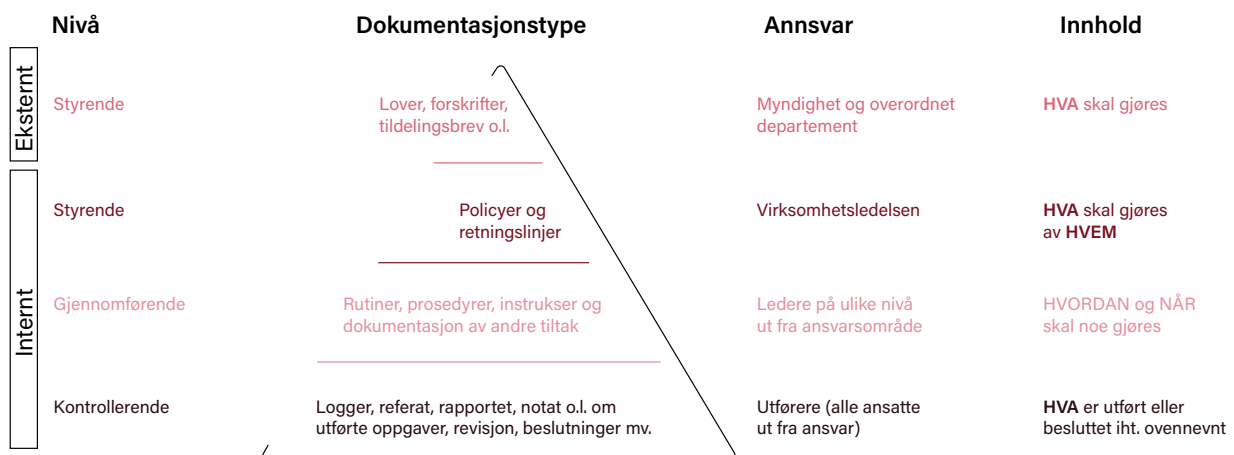 Nivå
Dokumentasjonstype
Annsvar
Innhold
Eksternt
Styrende
Lover, forskrifter,
tildelingsbrev o.l.
Myndighet og overordnet
departement
HVA skal gjøres
Internt
Styrende
Policyer og
retningslinjer
Virksomhetsledelsen
HVA skal gjøres
av HVEM
Gjennomførende
Rutiner, prosedyrer, instrukser og
dokumentasjon av andre tiltak
Ledere på ulike nivå
ut fra ansvarsområde
HVORDAN og NÅR
skal noe gjøres
Kontrollerende
Logger, referat, rapportet, notat o.l. om
utførte oppgaver, revisjon, beslutninger mv.
Utførere (alle ansatte
ut fra ansvar)
HVA er utført eller
besluttet iht. ovennevnt